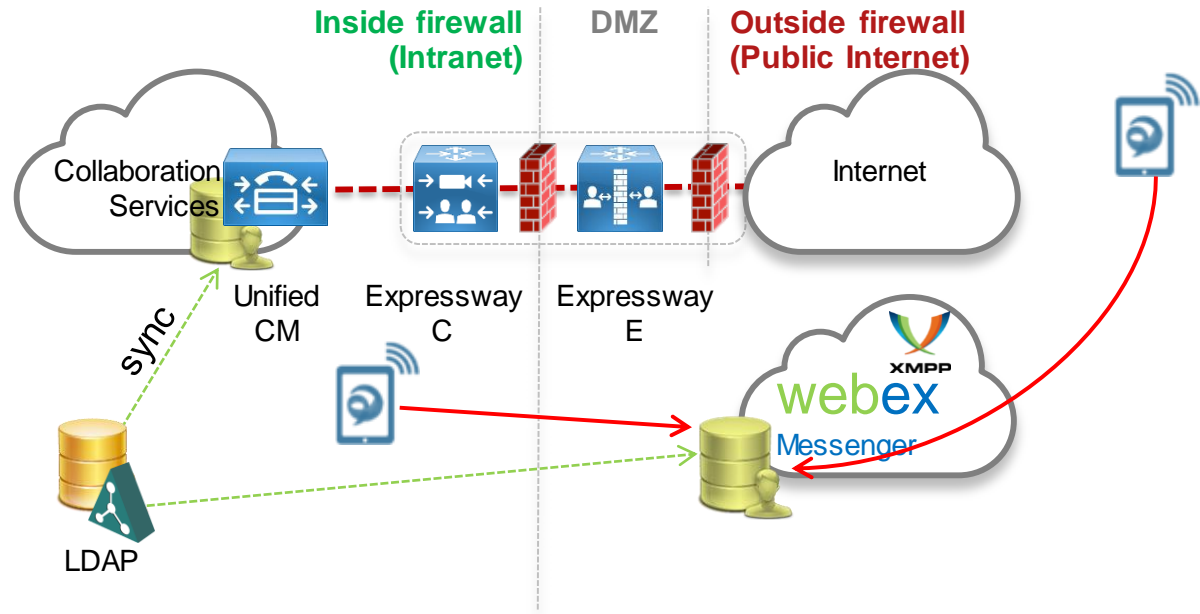 Inside firewall
(Intranet)
DMZ
Outside firewall
(Public Internet)
Collaboration
Services
Internet
Unified
CM
Expressway
C
Expressway
E
sync
XMPP
webex
Messenger
LDAP